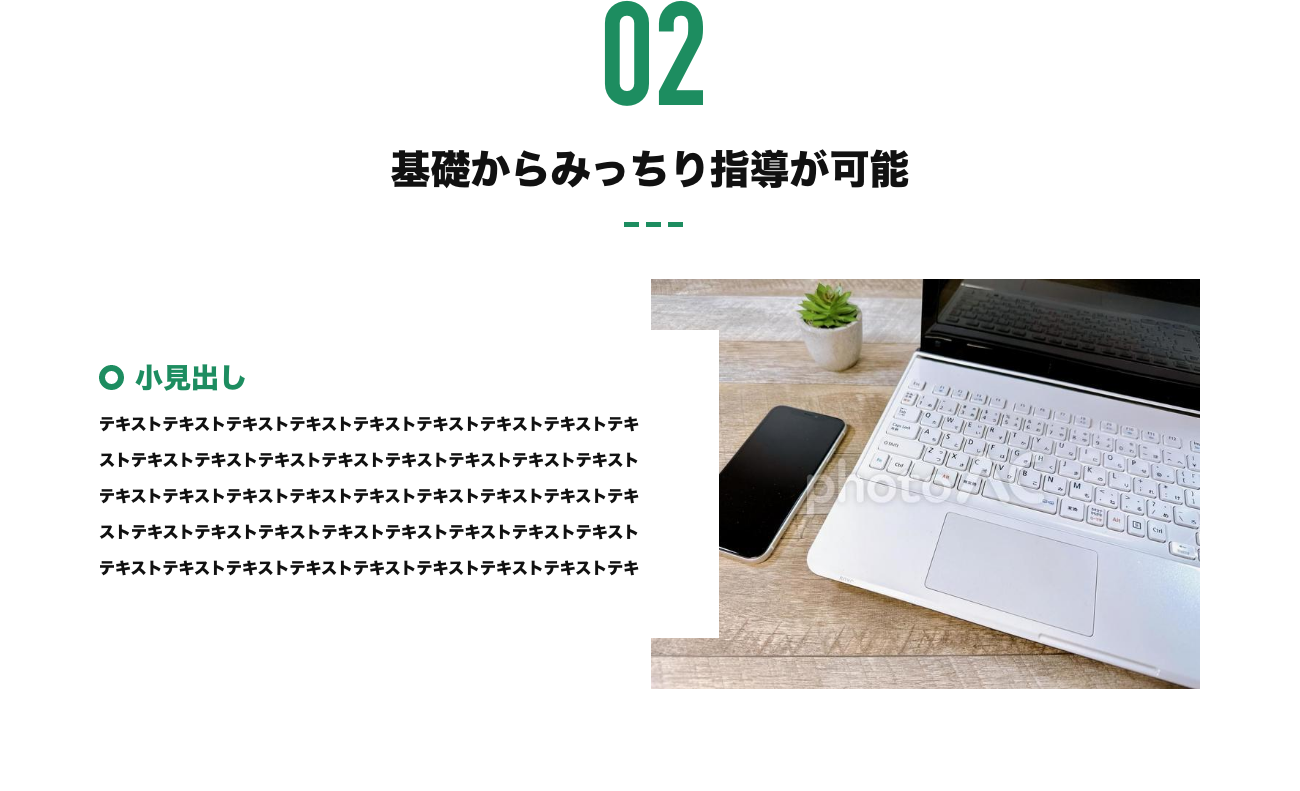 02
基礎からみっちり指導が可能
小見出し
テキストテキストテキストテキストテキストテキストテキストテキストテキ
ストテキストテキストテキストテキストテキストテキストテキストテキスト
テキストテキストテキストテキストテキストテキストテキストテキストテキ
ストテキストテキストテキストテキストテキストテキストテキストテキスト
テキストテキストテキストテキストテキストテキストテキストテキストテキ
photoAC